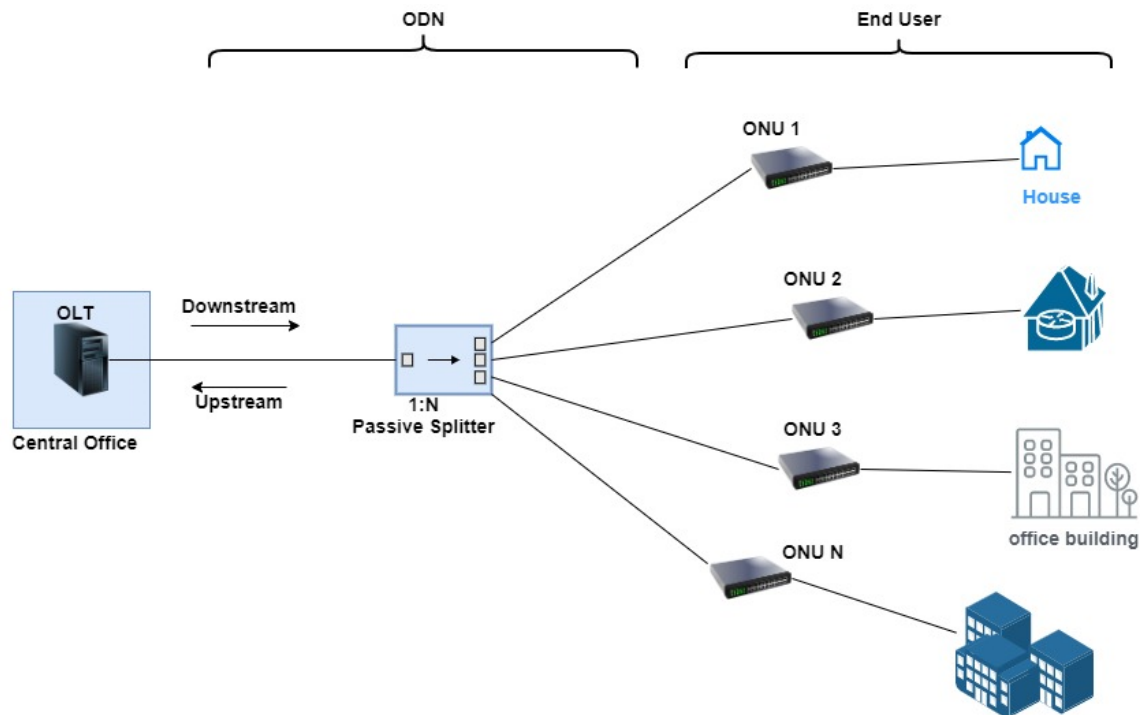 ODN
End User
ONU 1
House
ONU 2
OLT
Downstream
Upstream
Central Office
1:N
Passive Splitter
ONU 3
office building
ONU N